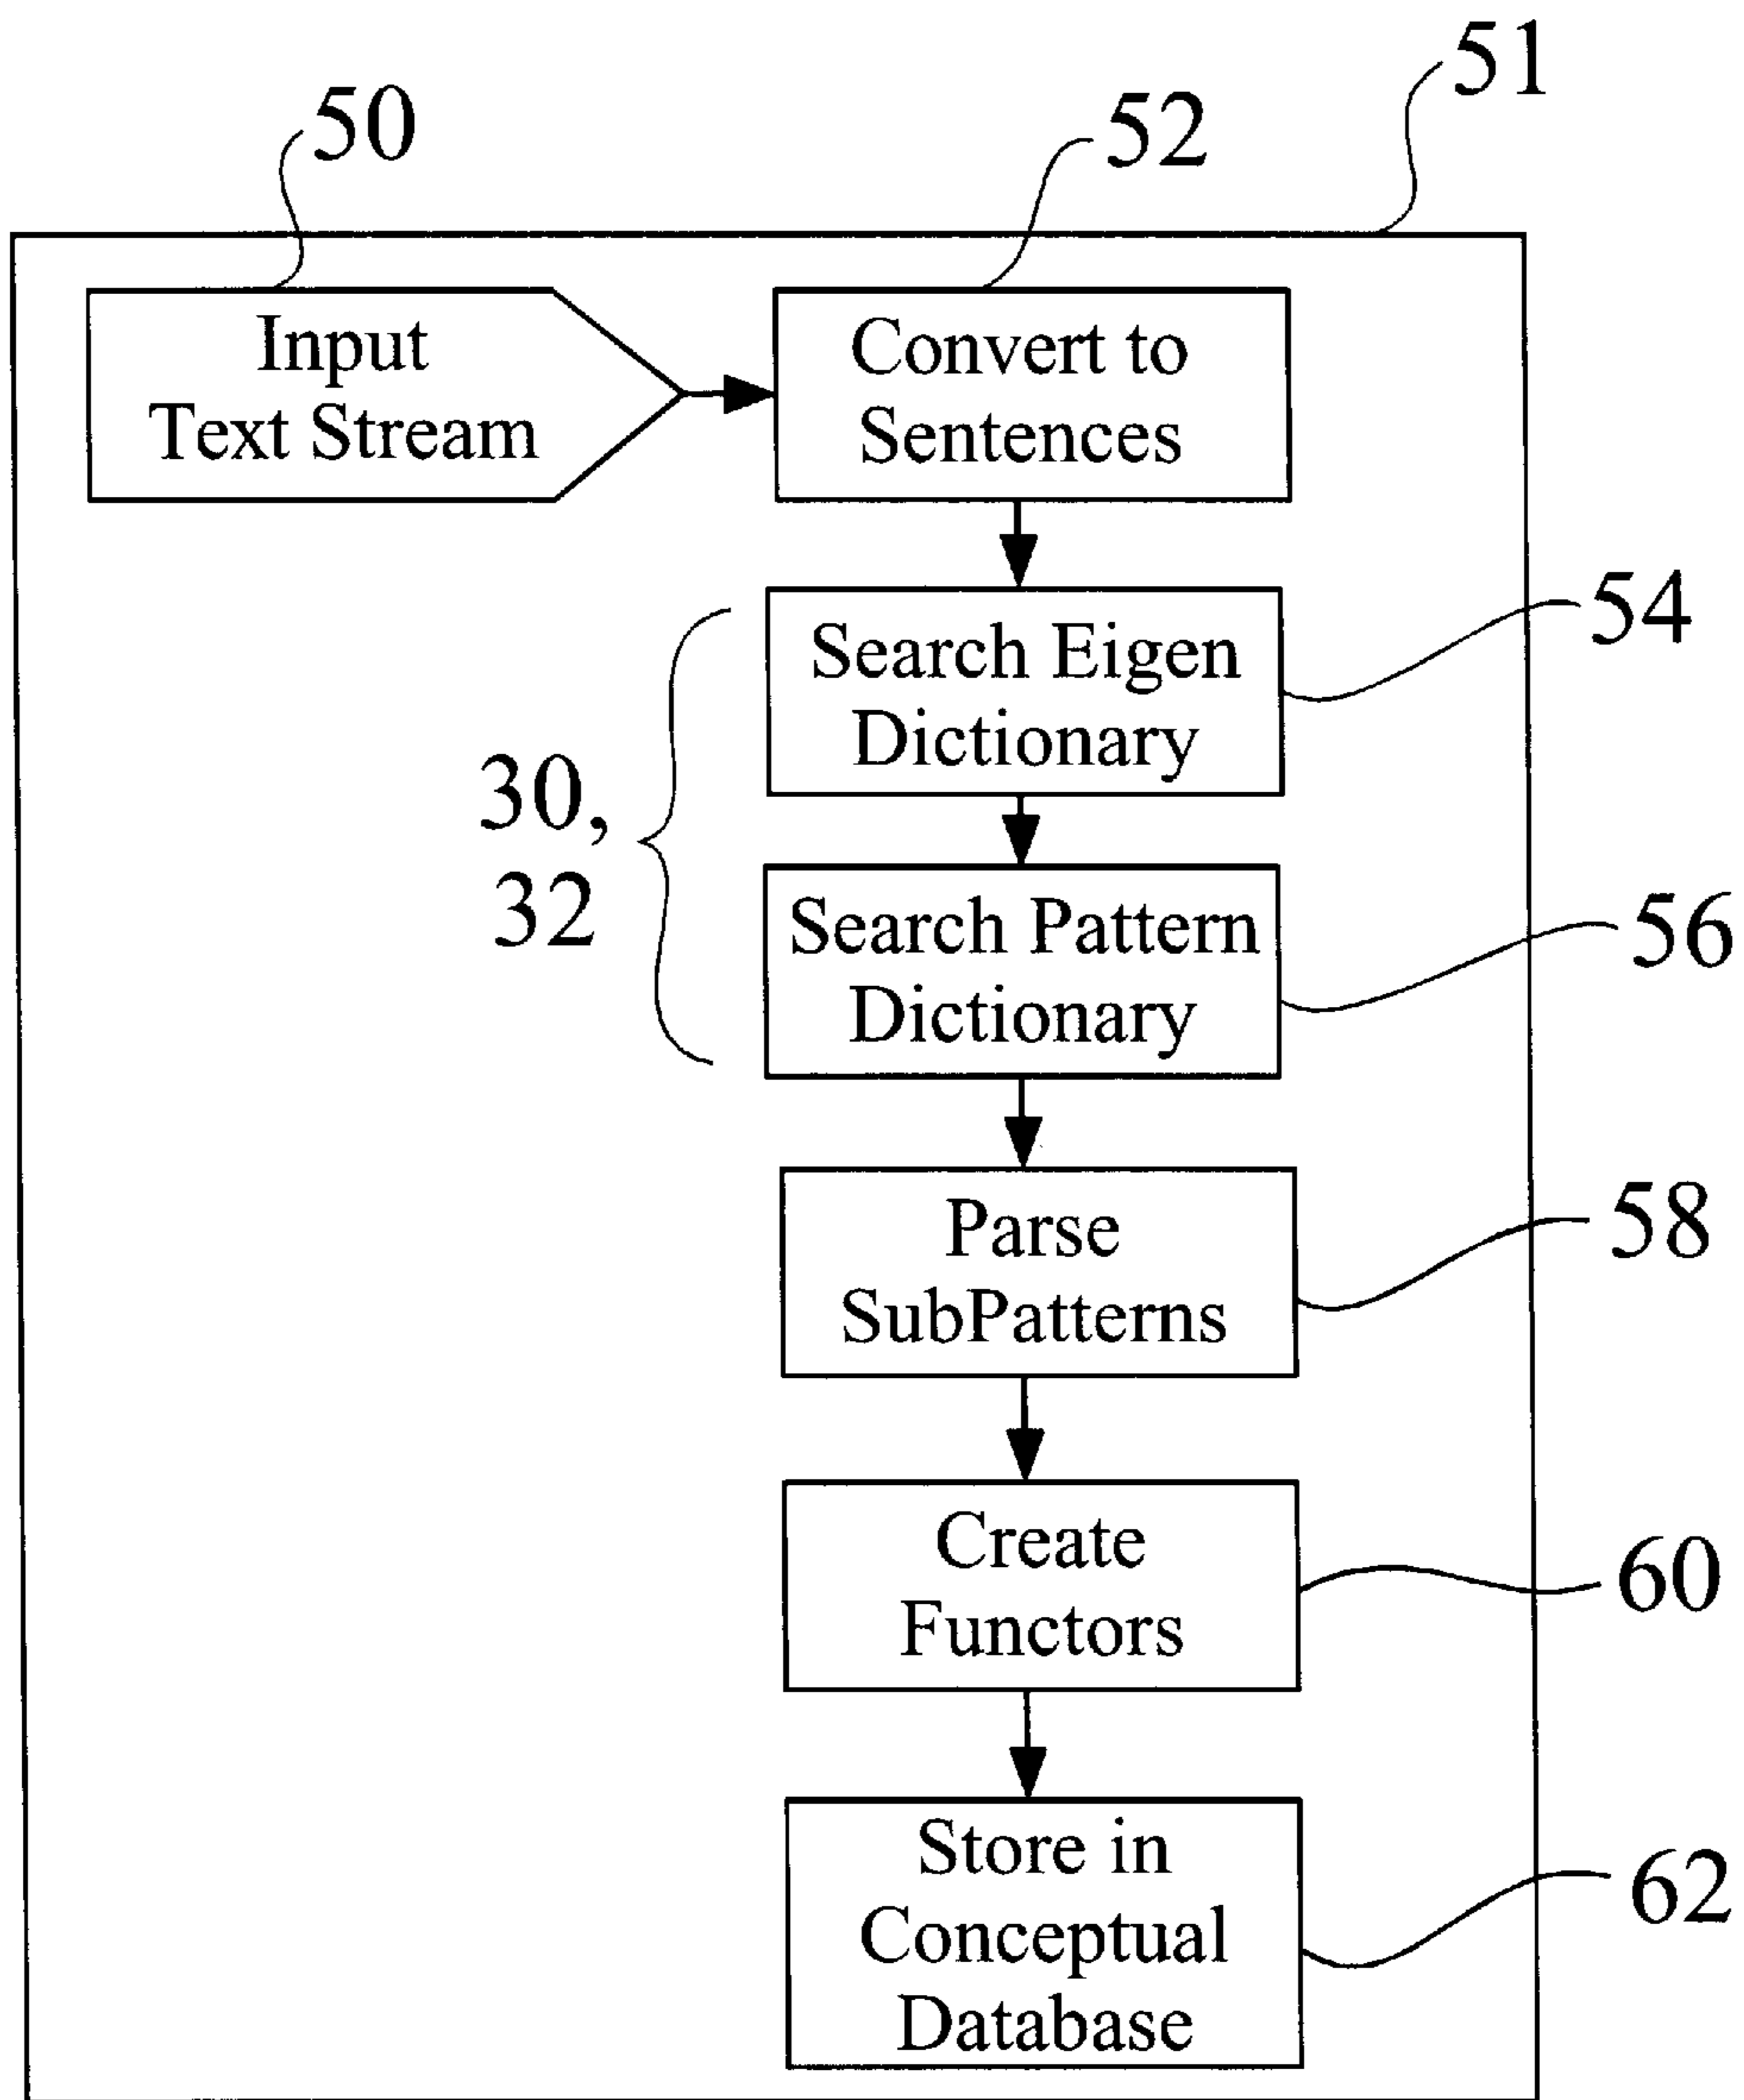 51
50
52
Input
Text Stream
Convert to
Sentences
54
Search Eigen
Dictionary
30,
32
56
Search Pattern
Dictionary
58
Parse
SubPatterns
60
Create
Functors
62
Store in
Conceptual
Database